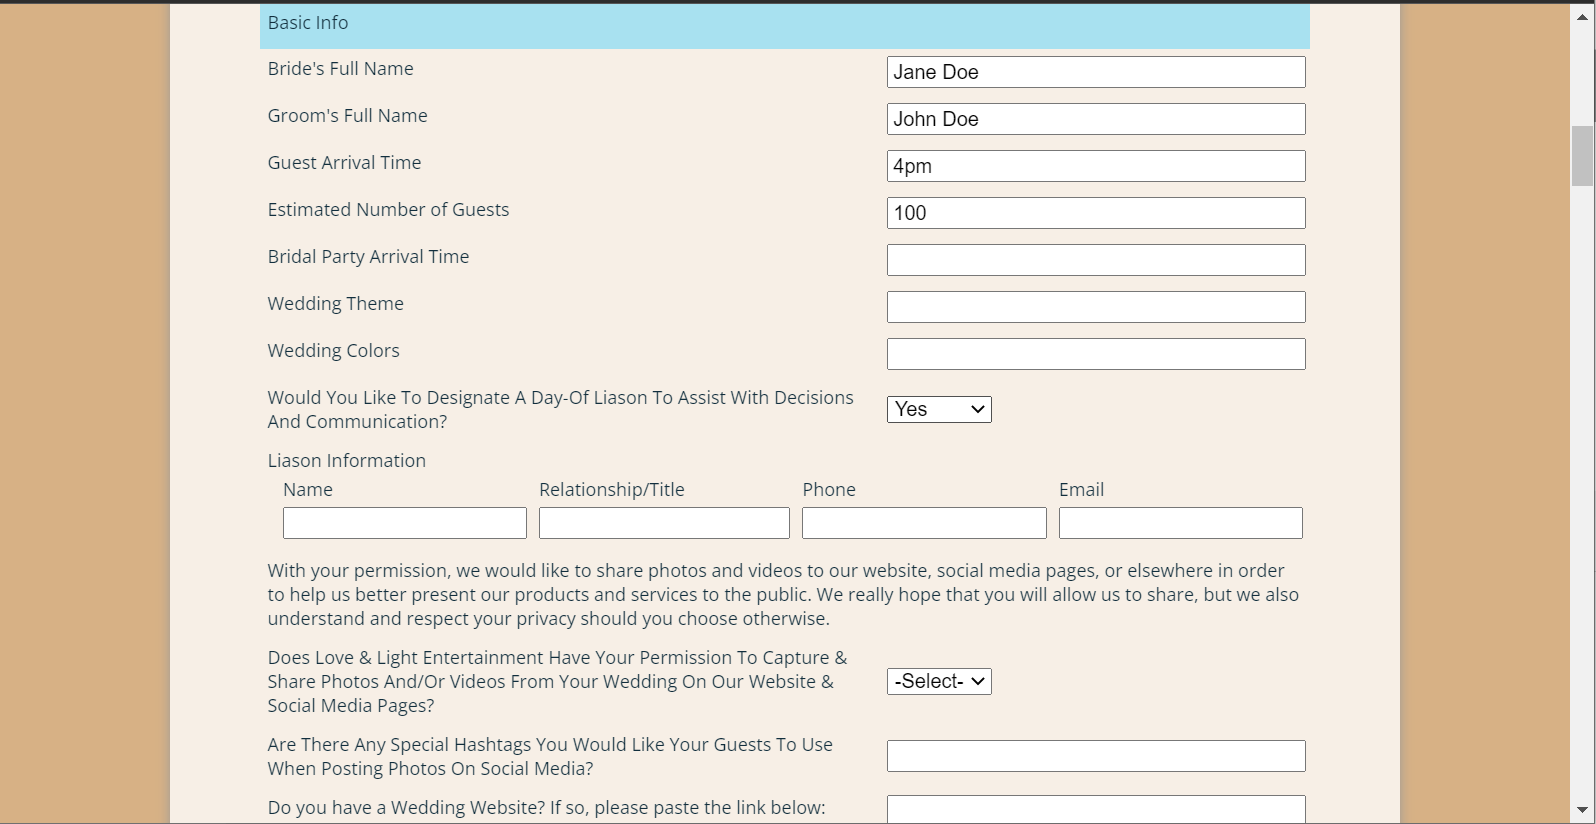 Basic Info
Bride's Full Name
Jane Doe
Groom's Full Name
John Doe
Guest Arrival Time
4pm
Estimated Number of Guests
100
Bridal Party Arrival Time
Wedding Theme
Wedding Colors
Would You Like To Designate A Day-Of Liason To Assist With Decisions
And Communication?
Yes
Liason Information
Name Relationship/Title Phone Email
With your permission, we would like to share photos and videos to our website, social media pages, or elsewhere in order
to help us better present our products and services to the public. We really hope that you will allow us to share, but we also
understand and respect your privacy should you choose otherwise.
Does Love & Light Entertainment Have Your Permission To Capture &
Share Photos And/Or Videos From Your Wedding On Our Website &
Social Media Pages?
-Select-
Are There Any Special Hashtags You Would Like Your Guests To Use
When Posting Photos On Social Media?
Do you have a Wedding Website? If so, please paste the link below: